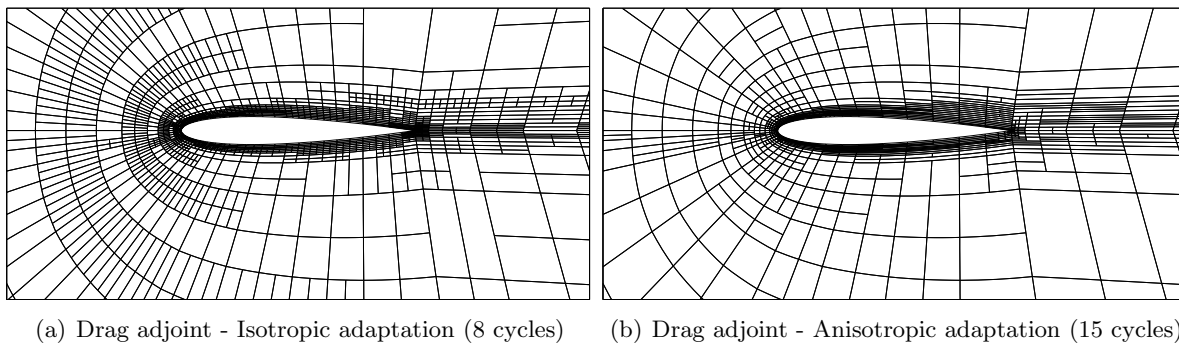 (a) Drag adjoint - Isotropic adaptation (8 cycles)
(b) Drag adjoint - Anisotropic adaptation (15 cycles)